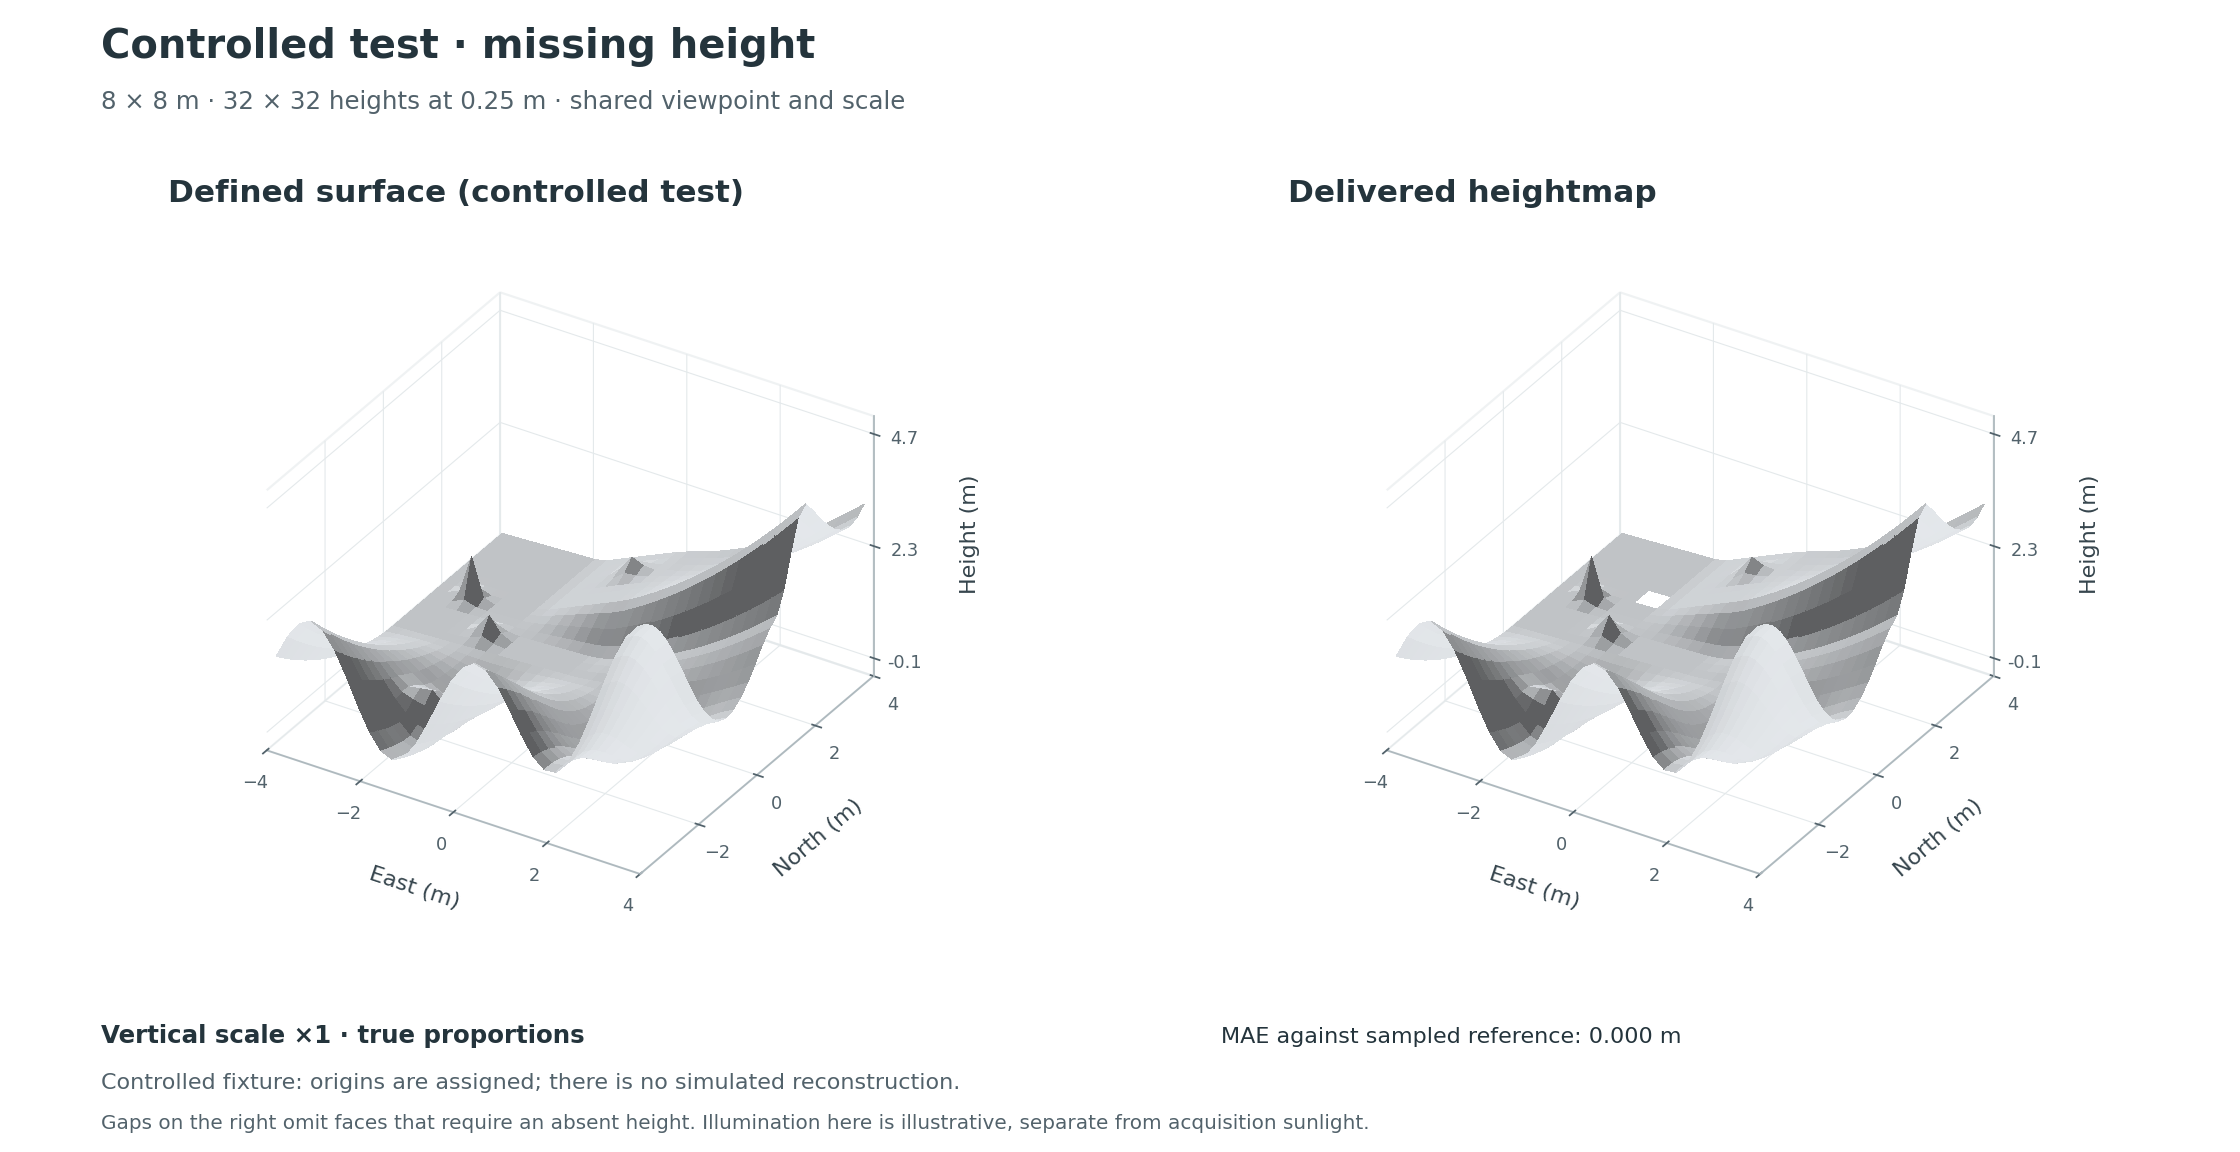 Controlled test · missing height
8 × 8 m · 32 × 32 heights at 0.25 m · shared viewpoint and scale
Defined surface (controlled test)
4.7
2.3
-0.1
Height (m)
4
2
0
−2
North (m)
−4
−2
0
2
4
East (m)
Delivered heightmap
4.7
2.3
-0.1
Height (m)
4
2
0
−2
North (m)
−4
−2
0
2
4
East (m)
Vertical scale ×1 · true proportions
MAE against sampled reference: 0.000 m
Controlled fixture: origins are assigned; there is no simulated reconstruction.
Gaps on the right omit faces that require an absent height. Illumination here is illustrative, separate from acquisition sunlight.